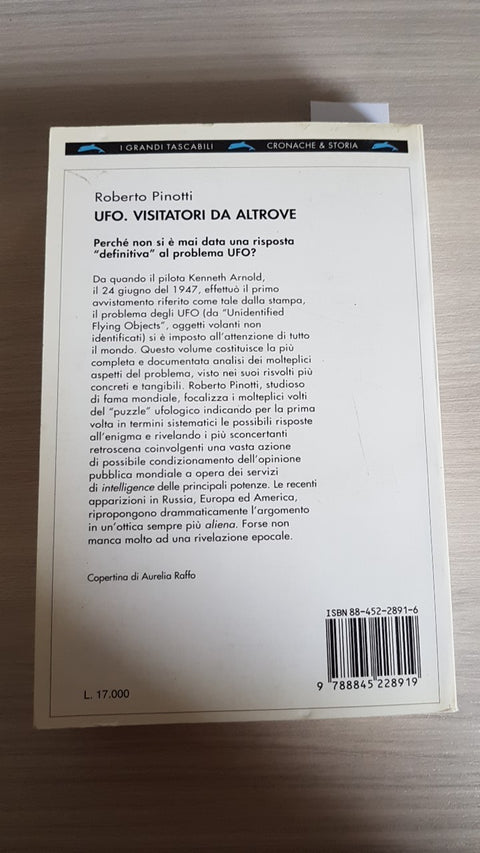 I GRANDI TASCABILI CRONACHE & STORIA
Roberto Pinotti
UFO. VISITATORI DA ALTROVE
Perché non si è mai data una risposta
"definitiva" al problema UFO?
Da quando il pilota Kenneth Arnold,
il 24 giugno del 1947, effettuò il primo
avvistamento riferito come tale dalla stampa,
il problema degli UFO (da "Unidentified
Flying Objects", oggetti volanti non
identificati) si è imposto all'attenzione di tutto
il mondo. Questo volume costituisce la più
completa e documentata analisi dei molteplici
aspetti del problema, visto nei suoi risvolti più
concreti e tangibili. Roberto Pinotti, studioso
di fama mondiale, focalizza i molteplici volti
del "puzzle" ufologico indicando per la prima
volta in termini sistematici le possibili risposte
all'enigma e rivelando i più sconcertanti
retroscena coinvolgenti una vasta azione
di possibile condizionamento dell'opinione
pubblica mondiale a opera dei servizi
di intelligence delle principali potenze. Le recenti
apparizioni in Russia, Europa ed America,
ripropongono drammaticamente l'argomento
in un'ottica sempre più aliena. Forse non
manca molto ad una rivelazione epocale.
Copertina di Aurelia Raffo
ISBN 88-452-2891-6
9 788845 228919
L. 17.000